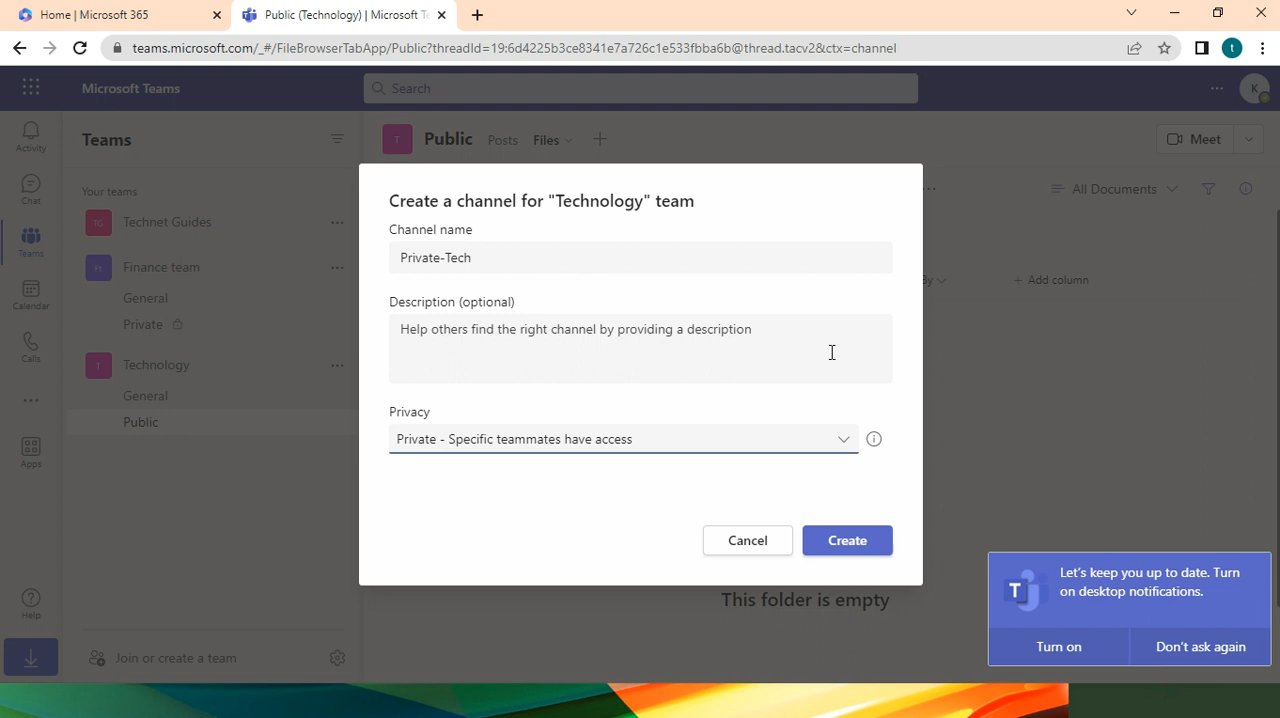 Home | Microsoft 365
Public (Technology) | Microsoft Te
teams.microsoft.com/_#/FileBrowserTabApp/Public?threadId=19:6d4225b3ce8341e7a726c1e533fbba6b@thread.tacv2&ctx=channel
t
Microsoft Teams
Search
K
Activity
Chat
Teams
Calendar
Calls
Apps
Help
Teams
Your teams
TG Technet Guides
Finance team
General
Private
T Technology
General
Public
Join or create a team
T Public Posts Files
Meet
All Documents
By
Add column
Create a channel for "Technology" team
Channel name
Private-Tech
Description (optional)
Help others find the right channel by providing a description
Privacy
Private - Specific teammates have access
Cancel
Create
This folder is empty
T
Let's keep you up to date. Turn
on desktop notifications.
Turn on
Don't ask again